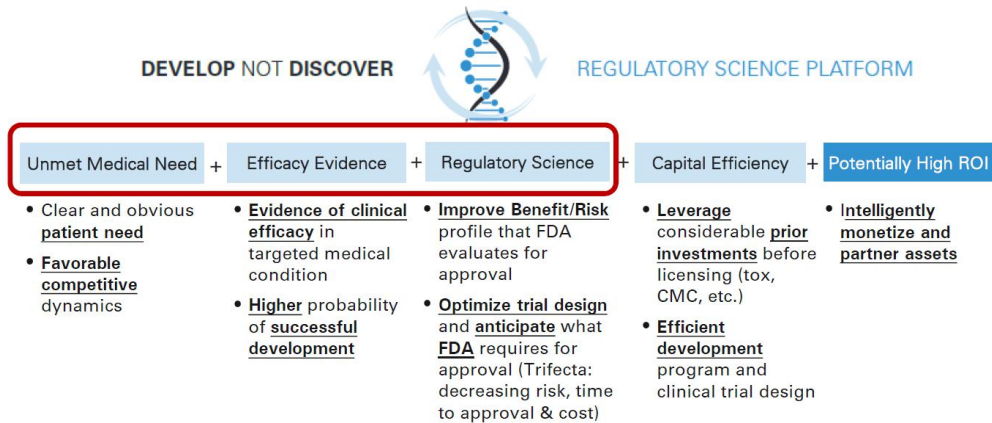 DEVELOP NOT DISCOVER
REGULATORY SCIENCE PLATFORM
Unmet Medical Need + Efficacy Evidence + Regulatory Science + Capital Efficiency + Potentially High ROI
• Clear and obvious
patient need
• Favorable
competitive
dynamics
• Evidence of clinical
efficacy in
targeted medical
condition
• Higher probability
of successful
development
• Improve Benefit/Risk
profile that FDA
evaluates for
approval
• Optimize trial design
and anticipate what
FDA requires for
approval (Trifecta:
decreasing risk, time
to approval & cost)
• Leverage
considerable prior
investments before
licensing (tox,
CMC, etc.)
• Efficient
development
program and
clinical trial design
• Intelligently
monetize and
partner assets